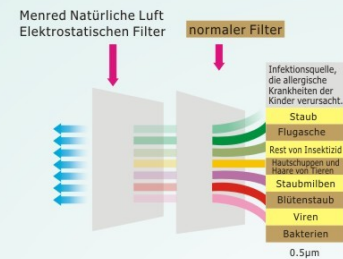 Menred Natürliche Luft
Elektrostatischen Filter
normaler Filter
Infektionsquelle,
die allergische
Krankheiten der
Kinder verursacht.
Staub
Flugasche
Rest von Insektizid
Hautschuppen und
Haare von Tieren
Staubmilben
Blütenstaub
Viren
Bakterien
0.5μm